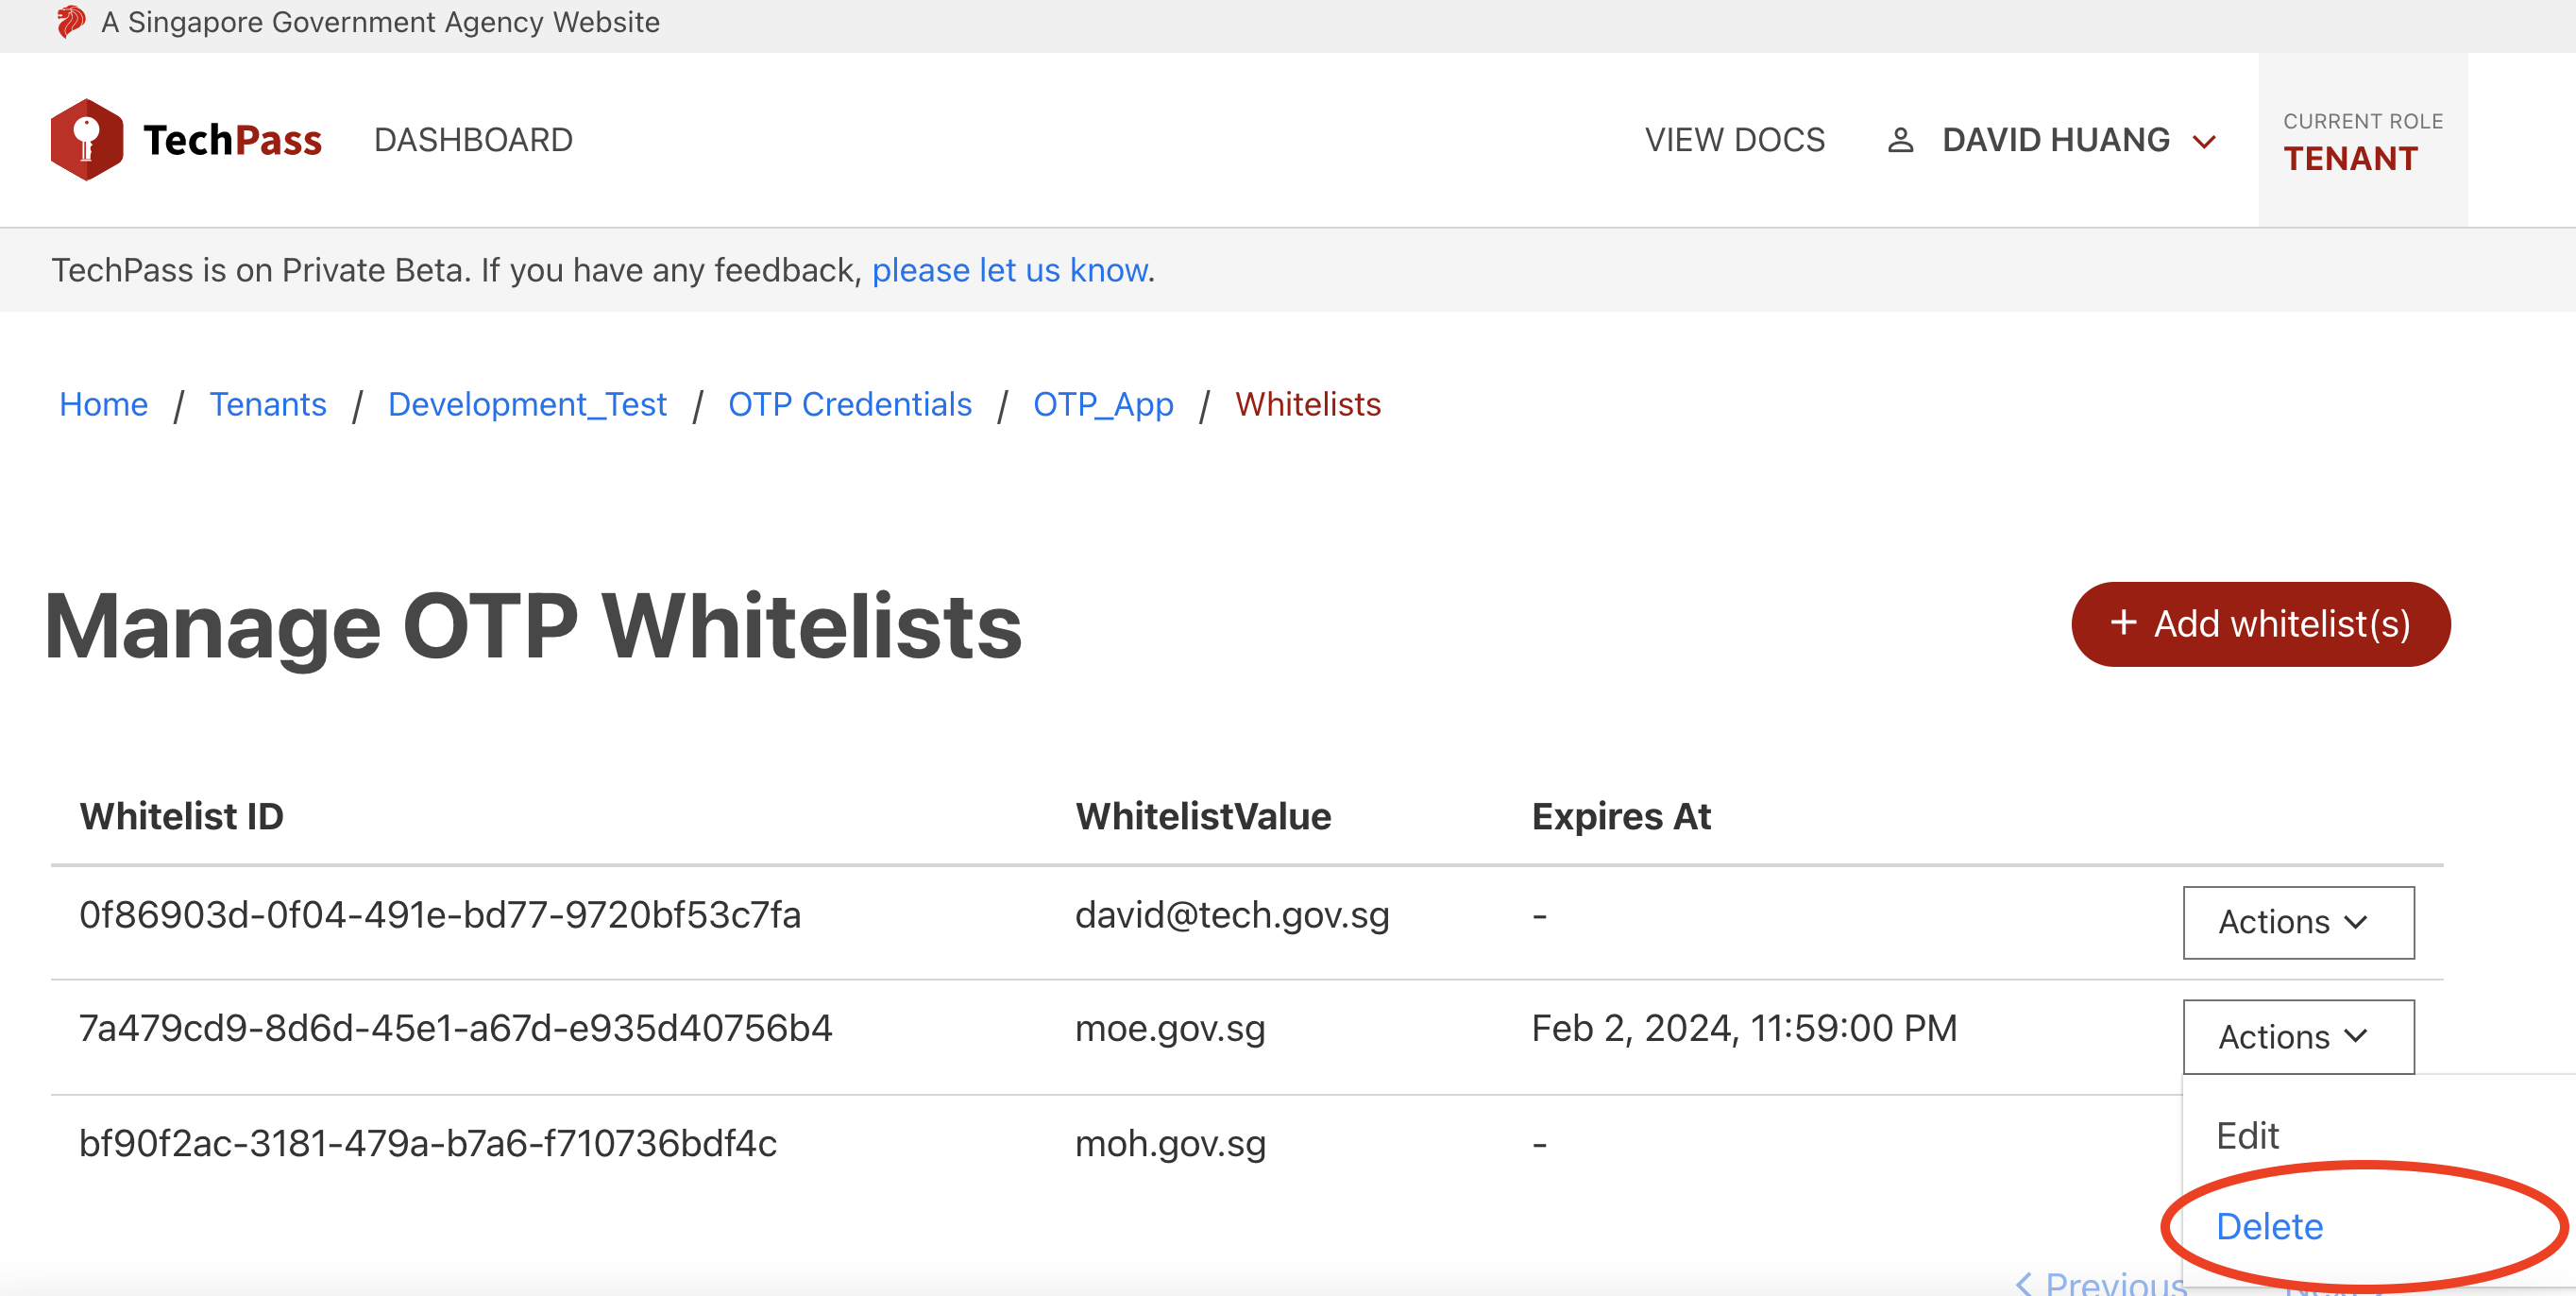 A Singapore Government Agency Website
TechPass DASHBOARD VIEW DOCS DAVID HUANG CURRENT ROLE
TENANT
TechPass is on Private Beta. If you have any feedback, please let us know.
Home / Tenants / Development_Test / OTP Credentials / OTP_App / Whitelists
Manage OTP Whitelists + Add whitelist(s)
Whitelist ID WhitelistValue Expires At
0f86903d-0f04-491e-bd77-9720bf53c7fa david@tech.gov.sg - Actions
7a479cd9-8d6d-45e1-a67d-e935d40756b4 moe.gov.sg Feb 2, 2024, 11:59:00 PM Actions
bf90f2ac-3181-479a-b7a6-f710736bdf4c moh.gov.sg -
Edit
Delete
Previous